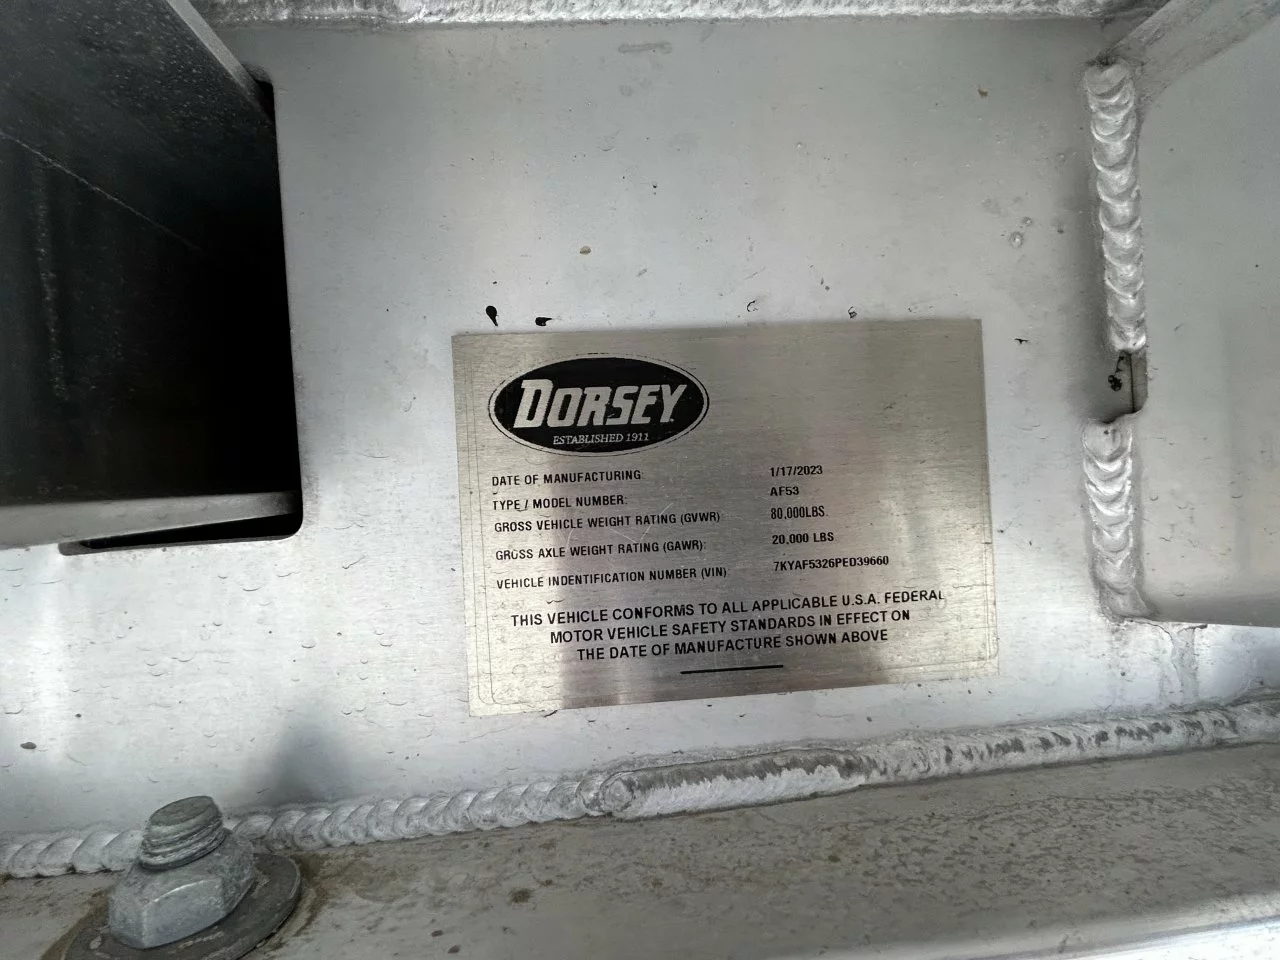 DORSEY
ESTABLISHED 1911
DATE OF MANUFACTURING: 1/17/2023
TYPE / MODEL NUMBER: AF53
GROSS VEHICLE WEIGHT RATING (GVWR) 80,000LBS.
GROSS AXLE WEIGHT RATING (GAWR): 20,000 LBS
VEHICLE INDENTIFICATION NUMBER (VIN) 7KYAF5326PED39660
THIS VEHICLE CONFORMS TO ALL APPLICABLE U.S.A. FEDERAL
MOTOR VEHICLE SAFETY STANDARDS IN EFFECT ON
THE DATE OF MANUFACTURE SHOWN ABOVE